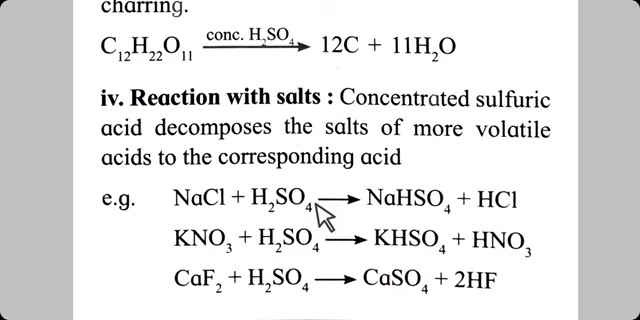 charring.
C₁₂H₂₂O₁₁ conc. H₂SO₄ ⟶ 12C + 11H₂O
iv. Reaction with salts : Concentrated sulfuric
acid decomposes the salts of more volatile
acids to the corresponding acid
e.g. NaCl + H₂SO₄ ⟶ NaHSO₄ + HCl
KNO₃ + H₂SO₄ ⟶ KHSO₄ + HNO₃
CaF₂ + H₂SO₄ ⟶ CaSO₄ + 2HF